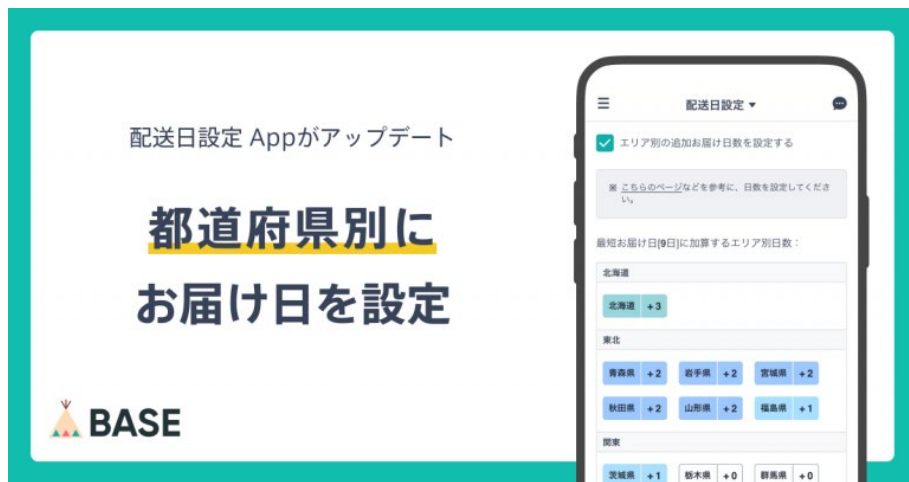 配送日設定 Appがアップデート
都道府県別に
お届け日を設定
BASE
配送日設定 ▼
エリア別の追加お届け日数を設定する
※ こちらのページなどを参考に、日数を設定してくださ
い。
最短お届け日[9日]に加算するエリア別日数：
北海道
北海道 +3
東北
青森県 +2 岩手県 +2 宮城県 +2
秋田県 +2 山形県 +2 福島県 +1
関東
茨城県 +1 栃木県 +0 群馬県 +0